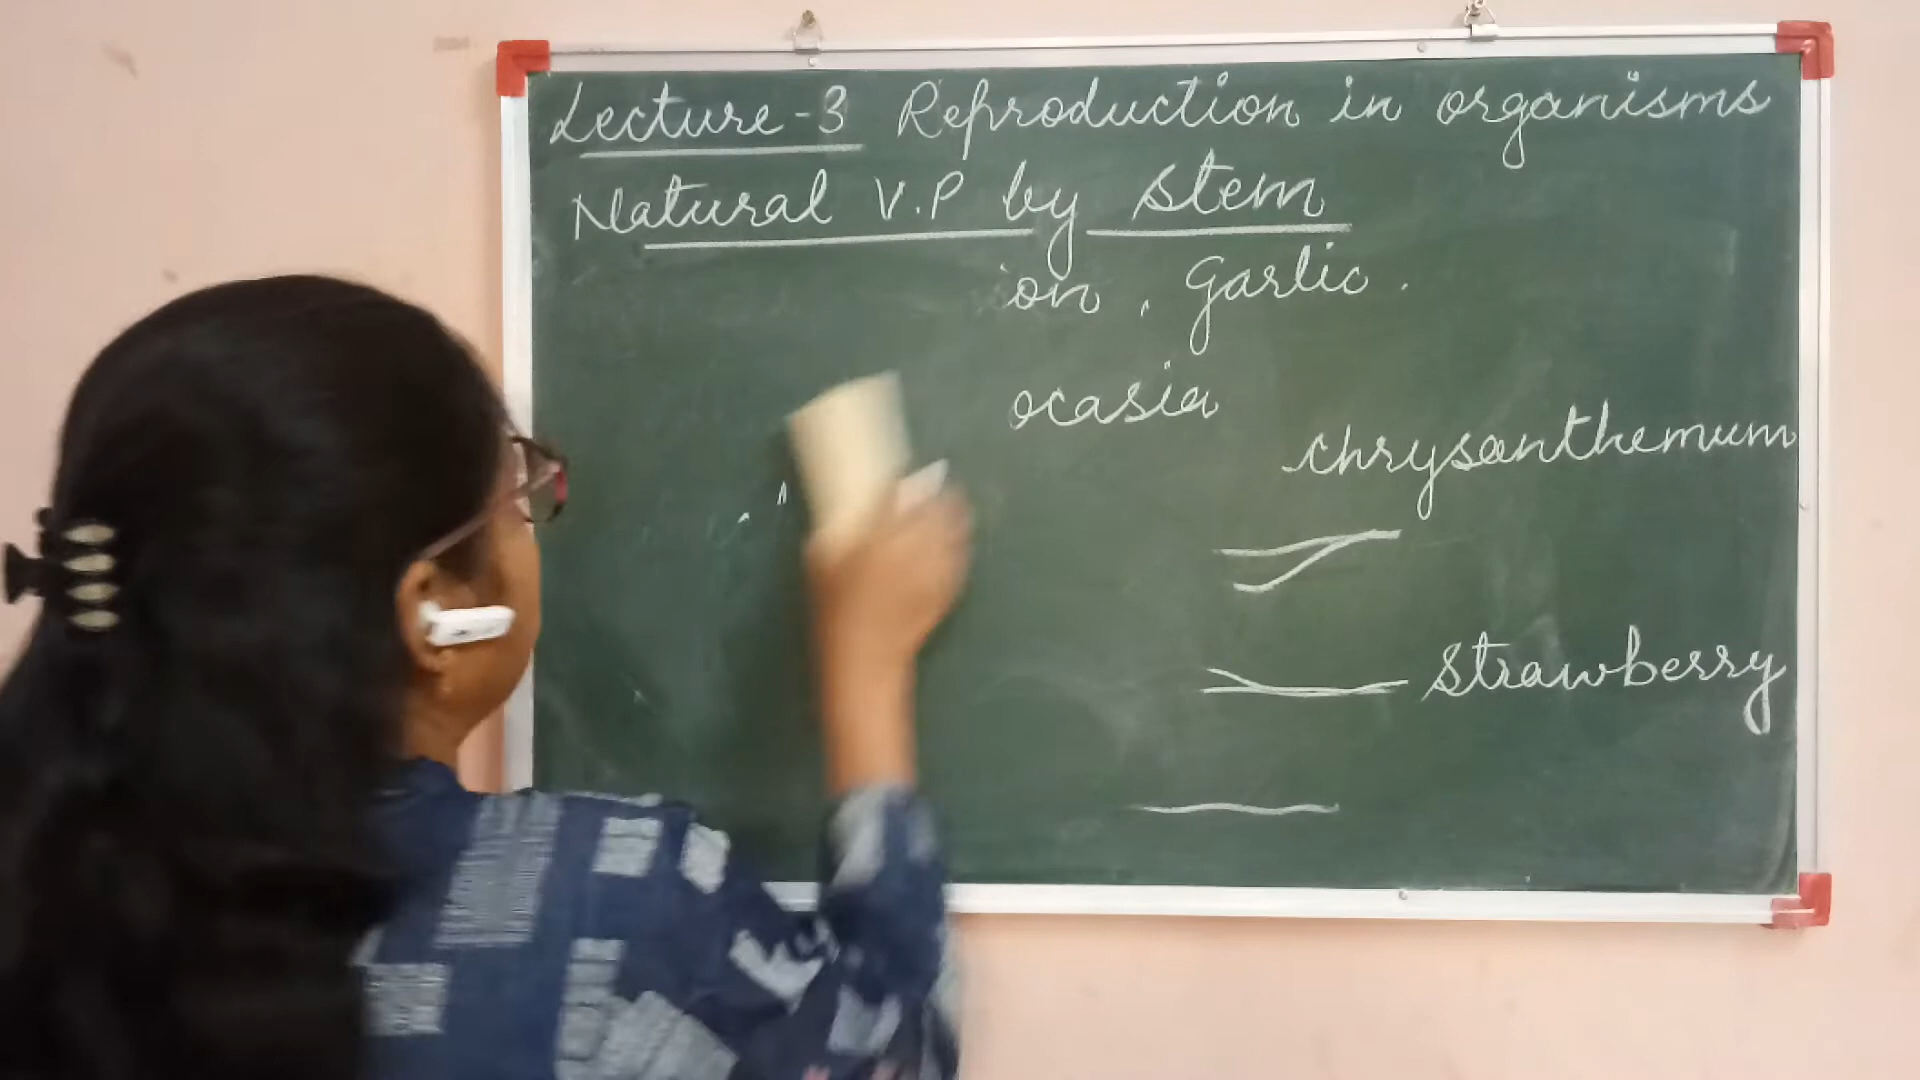 Lecture-3 Reproduction in organisms
Natural V.P by stem
ion, Garlic.
ocasia
chrysanthemum
strawberry